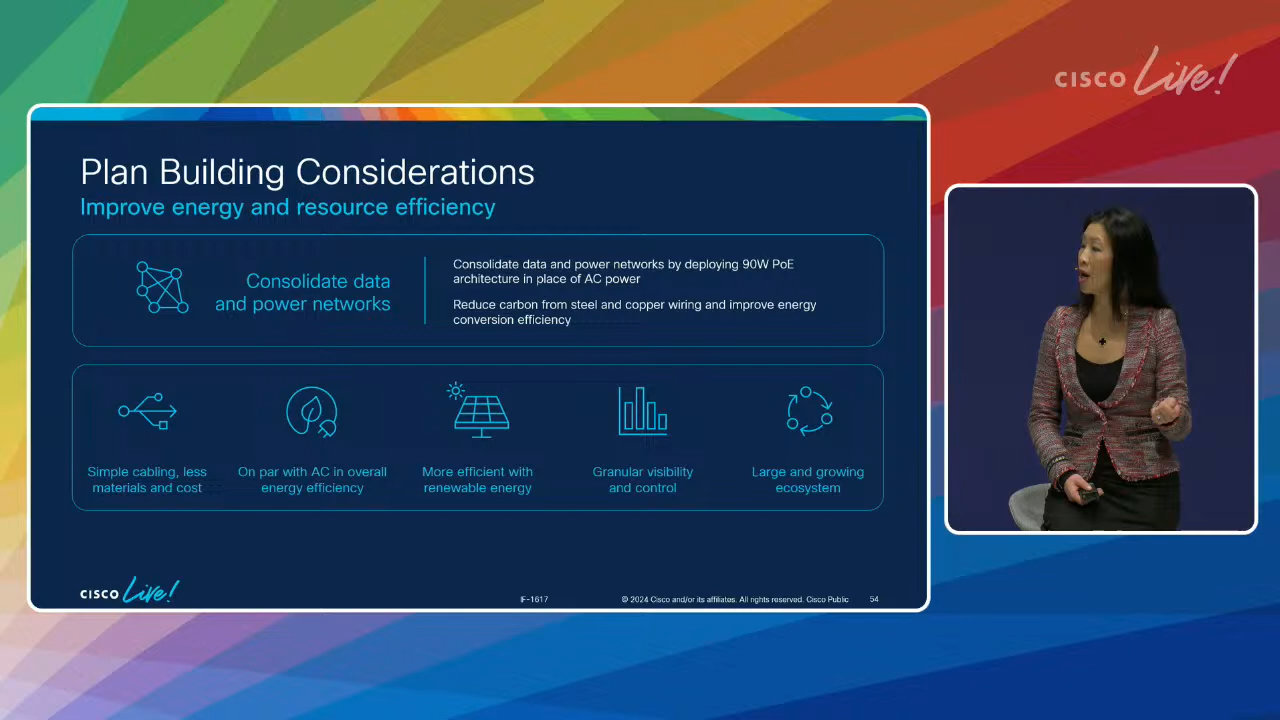 CISCO Live!
Plan Building Considerations
Improve energy and resource efficiency
Consolidate data
and power networks
Consolidate data and power networks by deploying 90W PoE
architecture in place of AC power
Reduce carbon from steel and copper wiring and improve energy
conversion efficiency
Simple cabling, less
materials and cost
On par with AC in overall
energy efficiency
More efficient with
renewable energy
Granular visibility
and control
Large and growing
ecosystem
CISCO Live!
IF-1617
© 2024 Cisco and/or its affiliates. All rights reserved. Cisco Public
54